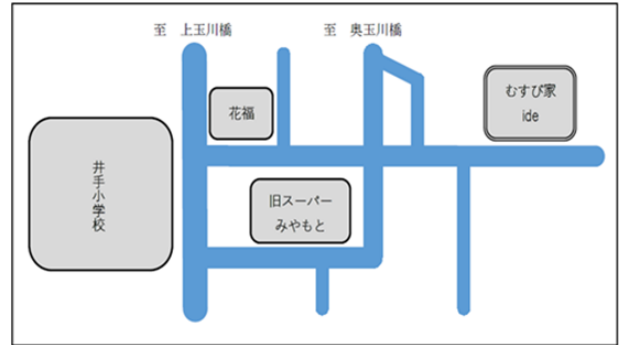 至　上玉川橋
至　奥玉川橋
花福
むすび家
ide
井手小学校
旧スーパー
みやもと